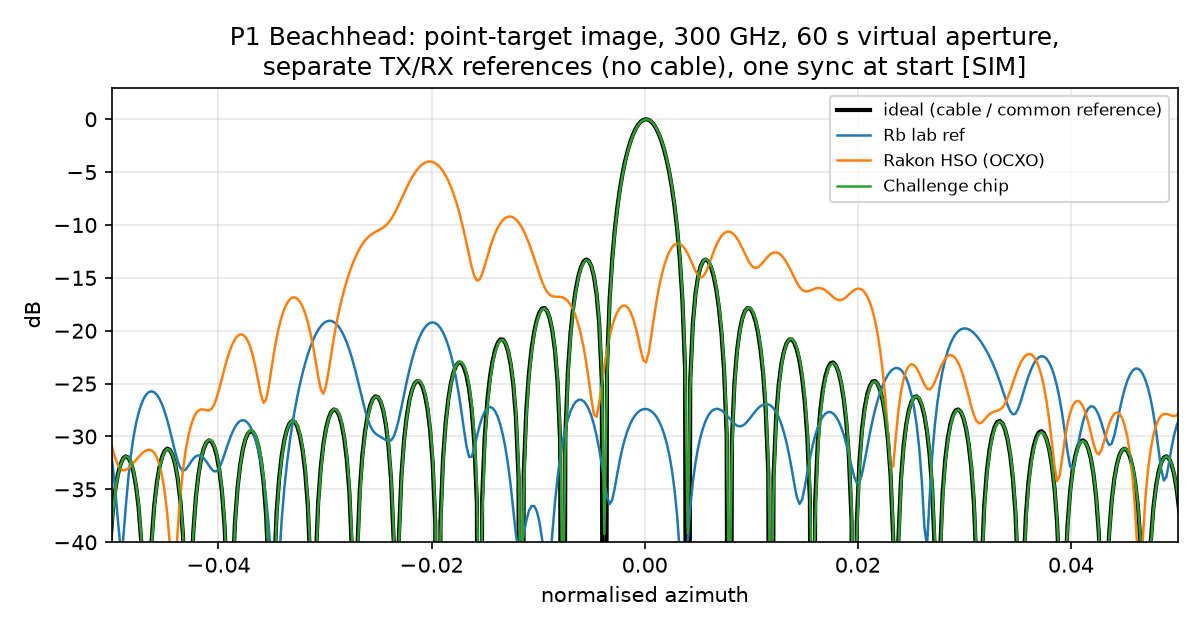 P1 Beachhead: point-target image, 300 GHz, 60 s virtual aperture,
separate TX/RX references (no cable), one sync at start [SIM]
ideal (cable / common reference)
Rb lab ref
Rakon HSO (OCXO)
Challenge chip
dB
0
−5
−10
−15
−20
−25
−30
−35
−40
−0.04
−0.02
0.00
0.02
0.04
normalised azimuth